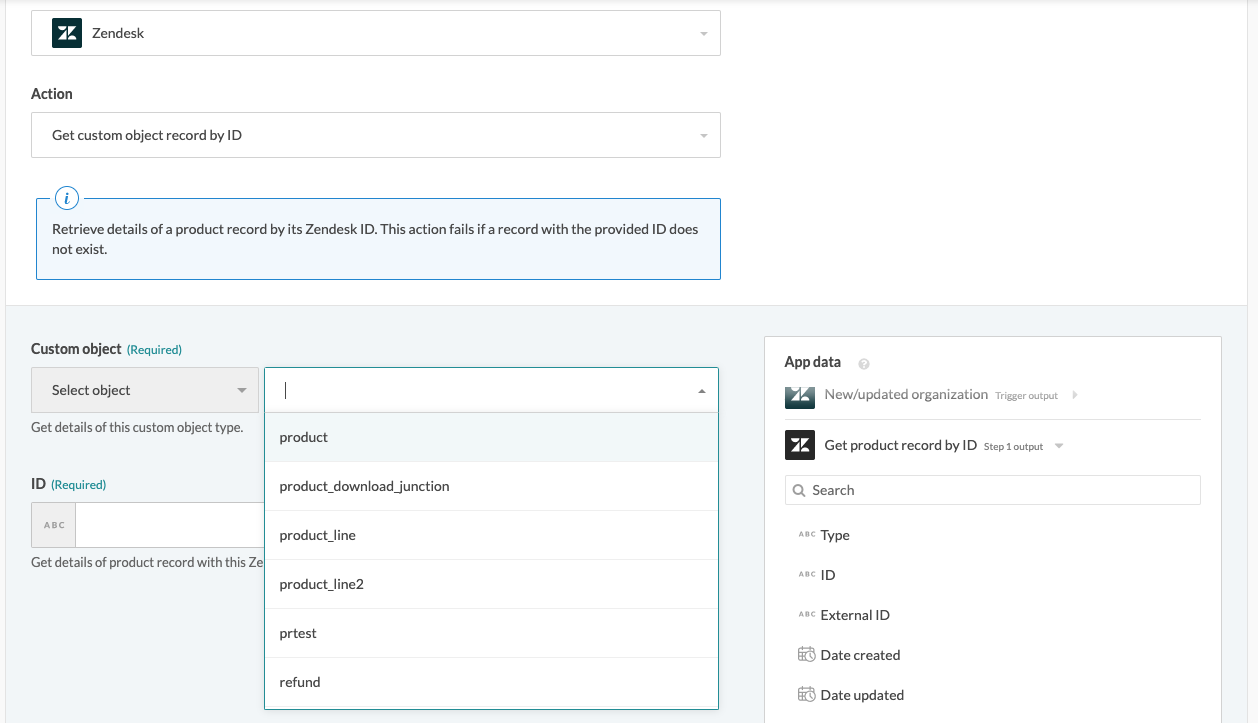 Zendesk
Action
Get custom object record by ID
i
Retrieve details of a product record by its Zendesk ID. This action fails if a record with the provided ID does
not exist.
Custom object (Required)
Select object
Get details of this custom object type.
product
product_download_junction
product_line
product_line2
prtest
refund
ID (Required)
ABC
Get details of product record with this Ze
App data ?
New/updated organization Trigger output
Get product record by ID Step 1 output
Search
ABC Type
ABC ID
ABC External ID
Date created
Date updated